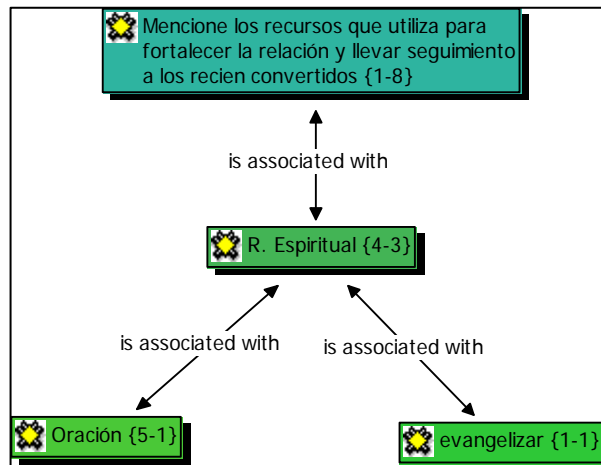 Mencione los recursos que utiliza para
fortalecer la relación y llevar seguimiento
a los recien convertidos {1-8}
is associated with
R. Espiritual {4-3}
is associated with
is associated with
Oración {5-1}
evangelizar {1-1}